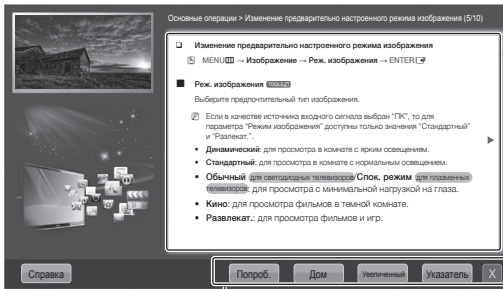 Основные операции > Изменение предварительно настроенного режима изображения (5/10)
Изменение предварительно настроенного режима изображения
MENU → Изображение → Реж. изображения → ENTER
Реж. изображения TOOLS
Выберите предпочтительный тип изображения.
Если в качестве источника входного сигнала выбран "ПК", то для
параметра "Режим изображения" доступны только значения "Стандартный"
и "Развлекат.".
• Динамический: для просмотра в комнате с ярким освещением.
• Стандартный: для просмотра в комнате с нормальным освещением.
• Обычный для светодиодных телевизоров/Спок. режим для плазменных
телевизоров: для просмотра с минимальной нагрузкой на глаза.
• Кино: для просмотра фильмов в темной комнате.
• Развлекат.: для просмотра фильмов и игр.
Справка Попроб. Дом Увеличенный Указатель X